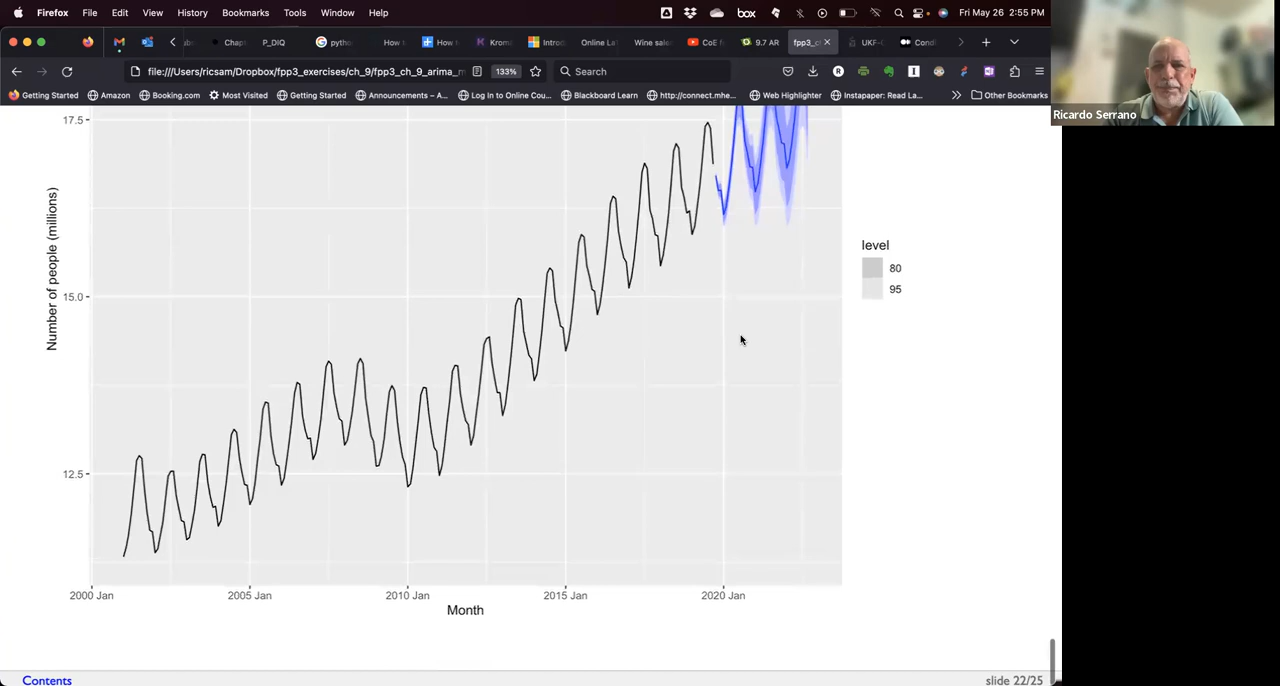 Firefox File Edit View History Bookmarks Tools Window Help box Fri May 26 2:55 PM
Chapt P_DIQ python How t How Krom Introd Online La Wine sale CoE f 9.7 AR fpp3_c UKF-C Condi
file:///Users/ricsam/Dropbox/fpp3_exercises/ch_9/fpp3_ch_9_arima_m 133% Search
Getting Started Amazon Booking.com Most Visited Getting Started Announcements – A... Log In to Online Cou... Blackboard Learn http://connect.mhe... Web Highlighter Instapaper: Read La... Other Bookmarks
Ricardo Serrano
17.5
15.0
12.5
Number of people (millions)
level
80
95
2000 Jan 2005 Jan 2010 Jan 2015 Jan 2020 Jan
Month
Contents slide 22/25